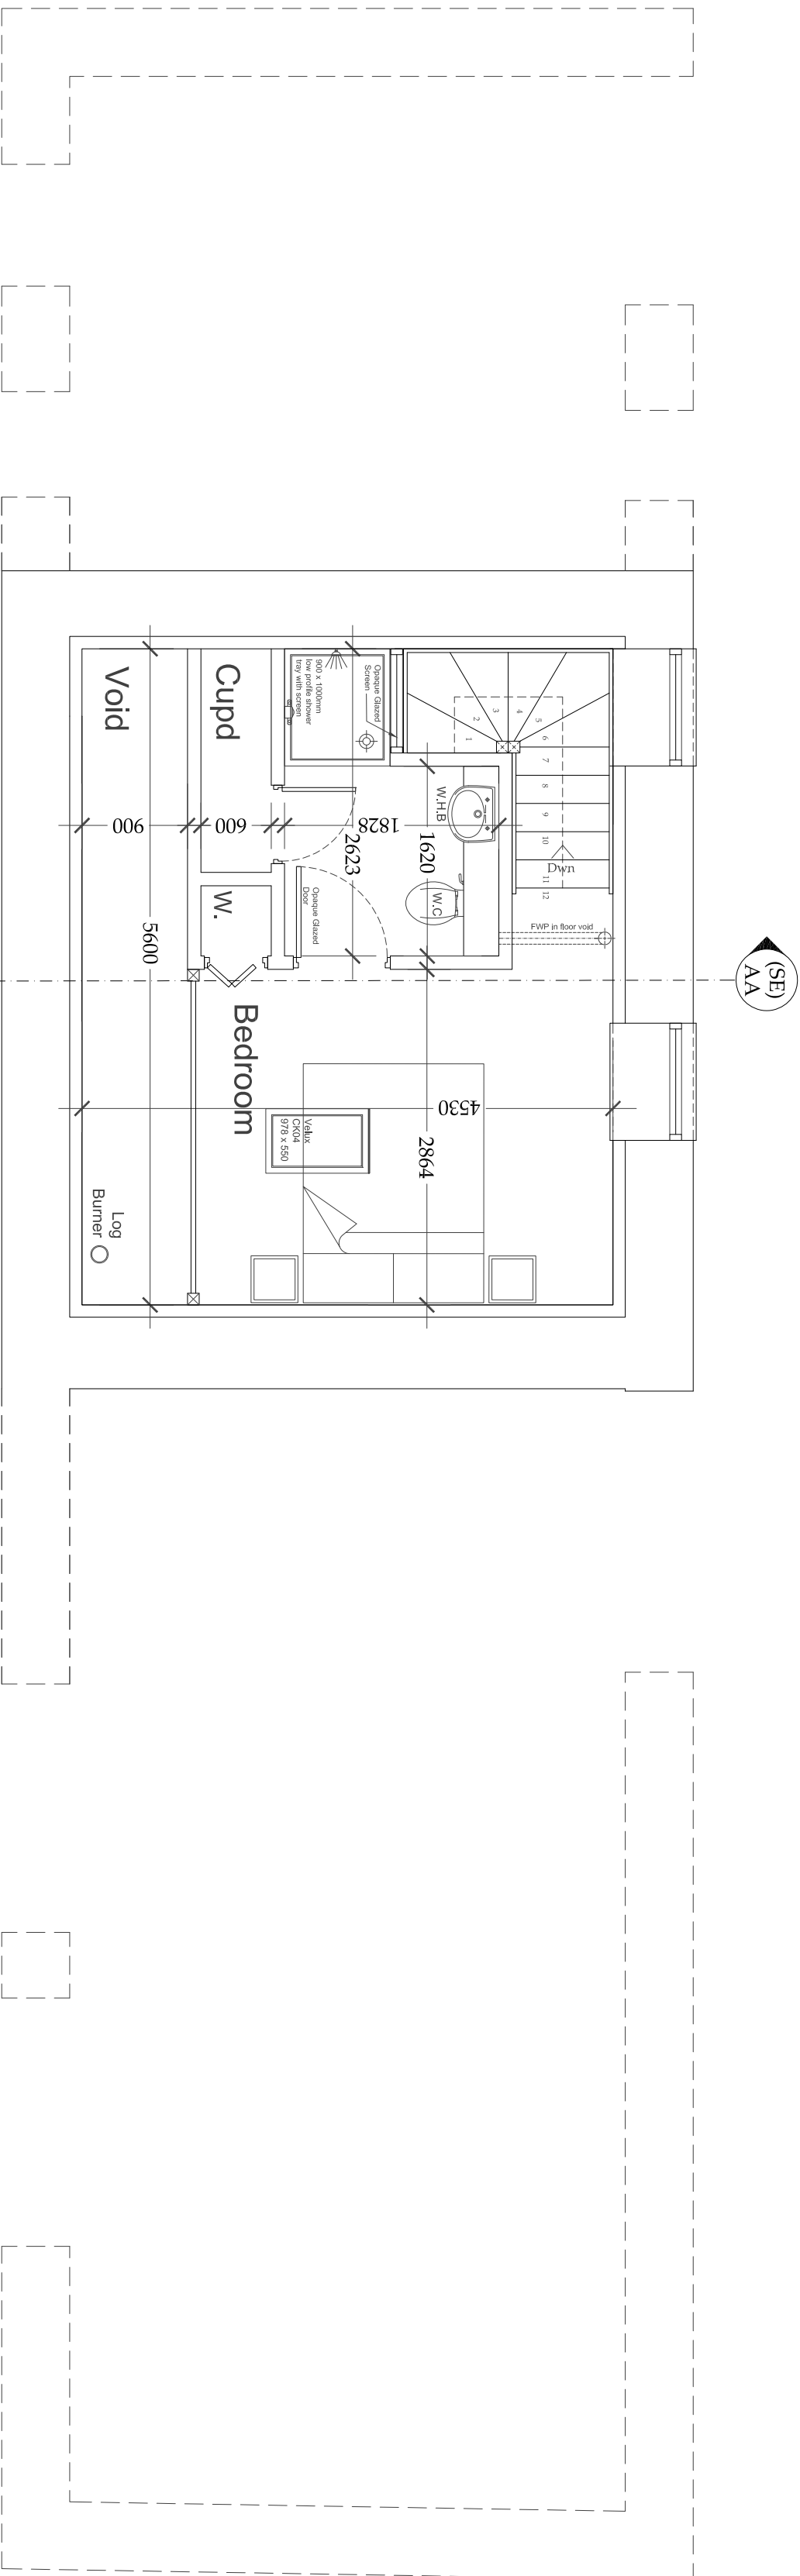 (SE)
AA
FWP in floor void
Dwn
1
2
3
4
5
6
7
8
9
10
11
12
W.H.B
W.C
Opaque Glazed
Screen
900 x 1000mm
low profile shower
tray with screen
Opaque Glazed
Door
1828
1620
2623
Cupd
W.
600
900
Void
5600
Bedroom
4530
2864
Velux
CK04
978 x 550
Log
Burner